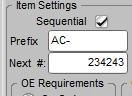 Item Settings
Sequential
Prefix AC-
Next #: 234243
OE Requirements